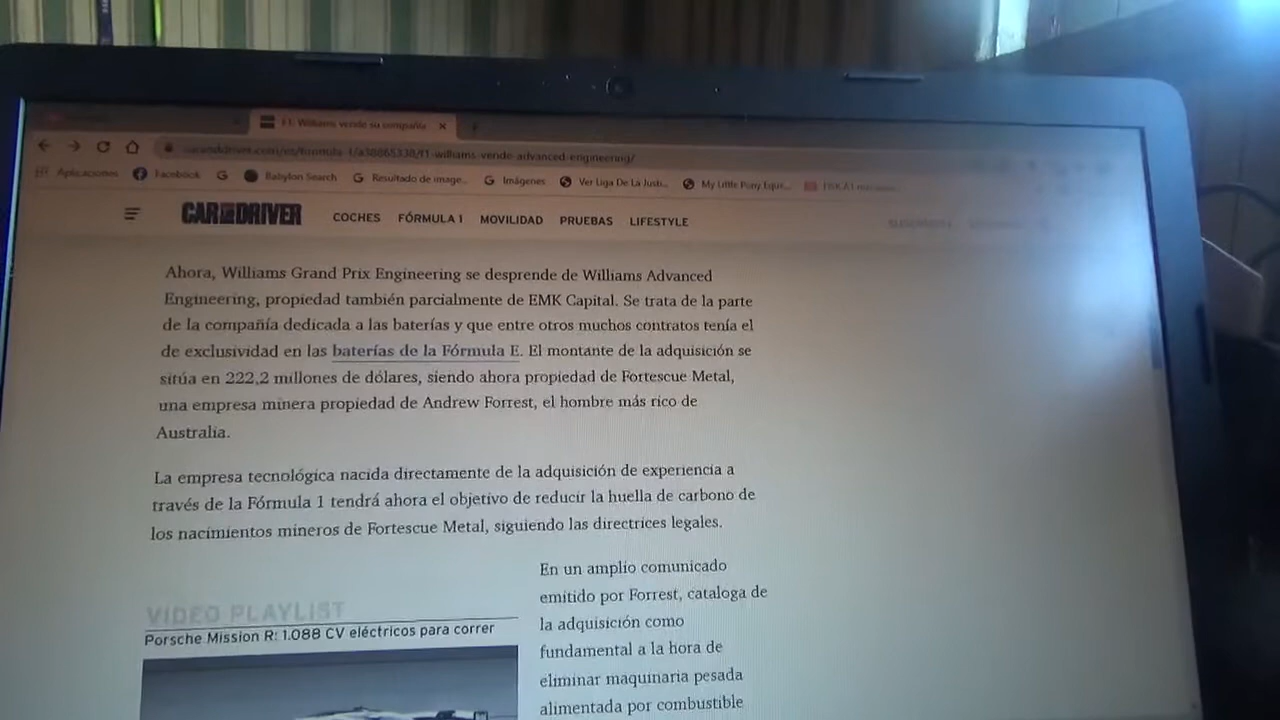 F1: Williams vende su compañía
f1-williams-vende-advanced-engineering/
Aplicaciones Facebook G Babylon Search Resultado de image... Imágenes Ver Liga De La Justi... My Little Pony Eque...
CAR AND DRIVER COCHES FÓRMULA 1 MOVILIDAD PRUEBAS LIFESTYLE
Ahora, Williams Grand Prix Engineering se desprende de Williams Advanced
Engineering, propiedad también parcialmente de EMK Capital. Se trata de la parte
de la compañía dedicada a las baterías y que entre otros muchos contratos tenía el
de exclusividad en las baterías de la Fórmula E. El montante de la adquisición se
sitúa en 222,2 millones de dólares, siendo ahora propiedad de Fortescue Metal,
una empresa minera propiedad de Andrew Forrest, el hombre más rico de
Australia.
La empresa tecnológica nacida directamente de la adquisición de experiencia a
través de la Fórmula 1 tendrá ahora el objetivo de reducir la huella de carbono de
los nacimientos mineros de Fortescue Metal, siguiendo las directrices legales.
VIDEO PLAYLIST
Porsche Mission R: 1.088 CV eléctricos para correr
En un amplio comunicado
emitido por Forrest, cataloga de
la adquisición como
fundamental a la hora de
eliminar maquinaria pesada
alimentada por combustible